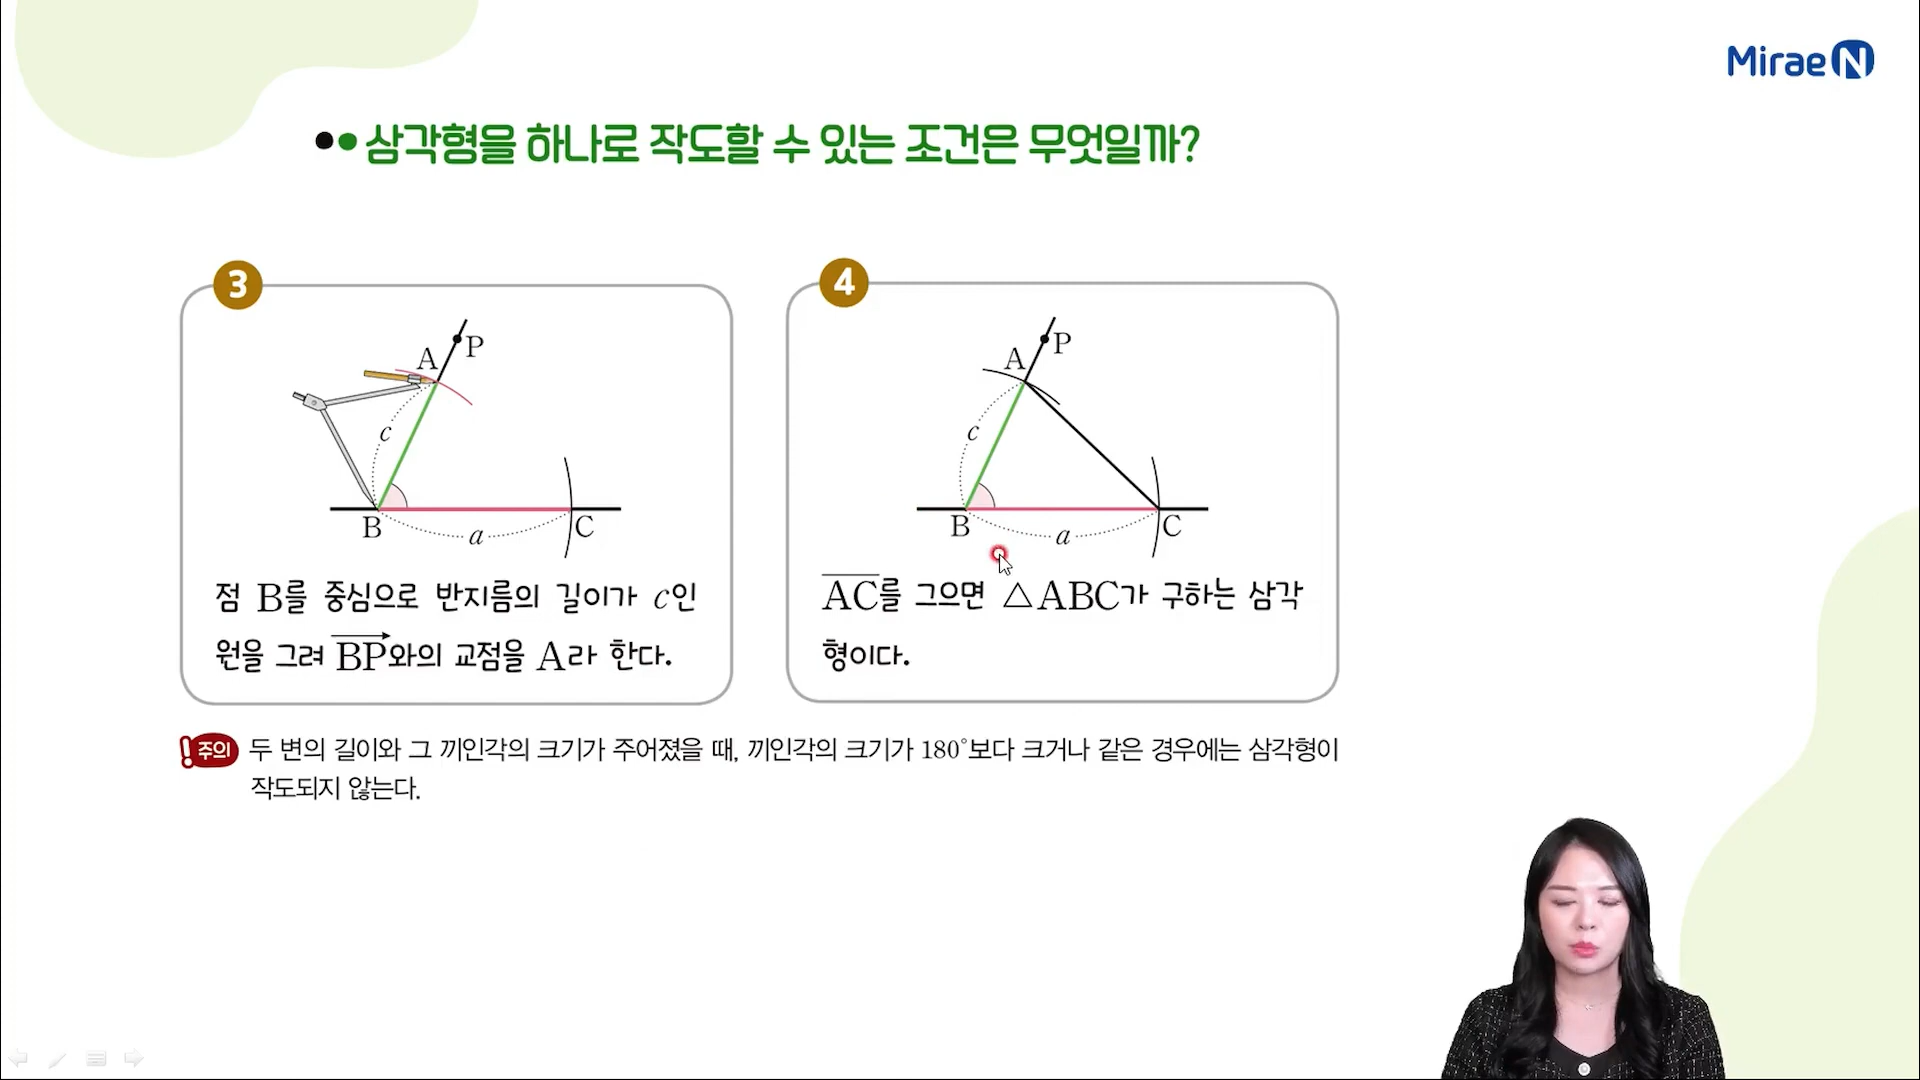 Mirae N
삼각형을 하나로 작도할 수 있는 조건은 무엇일까?
3
A
P
c
B
a
C
점 B를 중심으로 반지름의 길이가 c인
원을 그려 BP와의 교점을 A라 한다.
4
A
P
c
B
a
C
AC를 그으면 △ABC가 구하는 삼각
형이다.
! 주의 두 변의 길이와 그 끼인각의 크기가 주어졌을 때, 끼인각의 크기가 180°보다 크거나 같은 경우에는 삼각형이
작도되지 않는다.